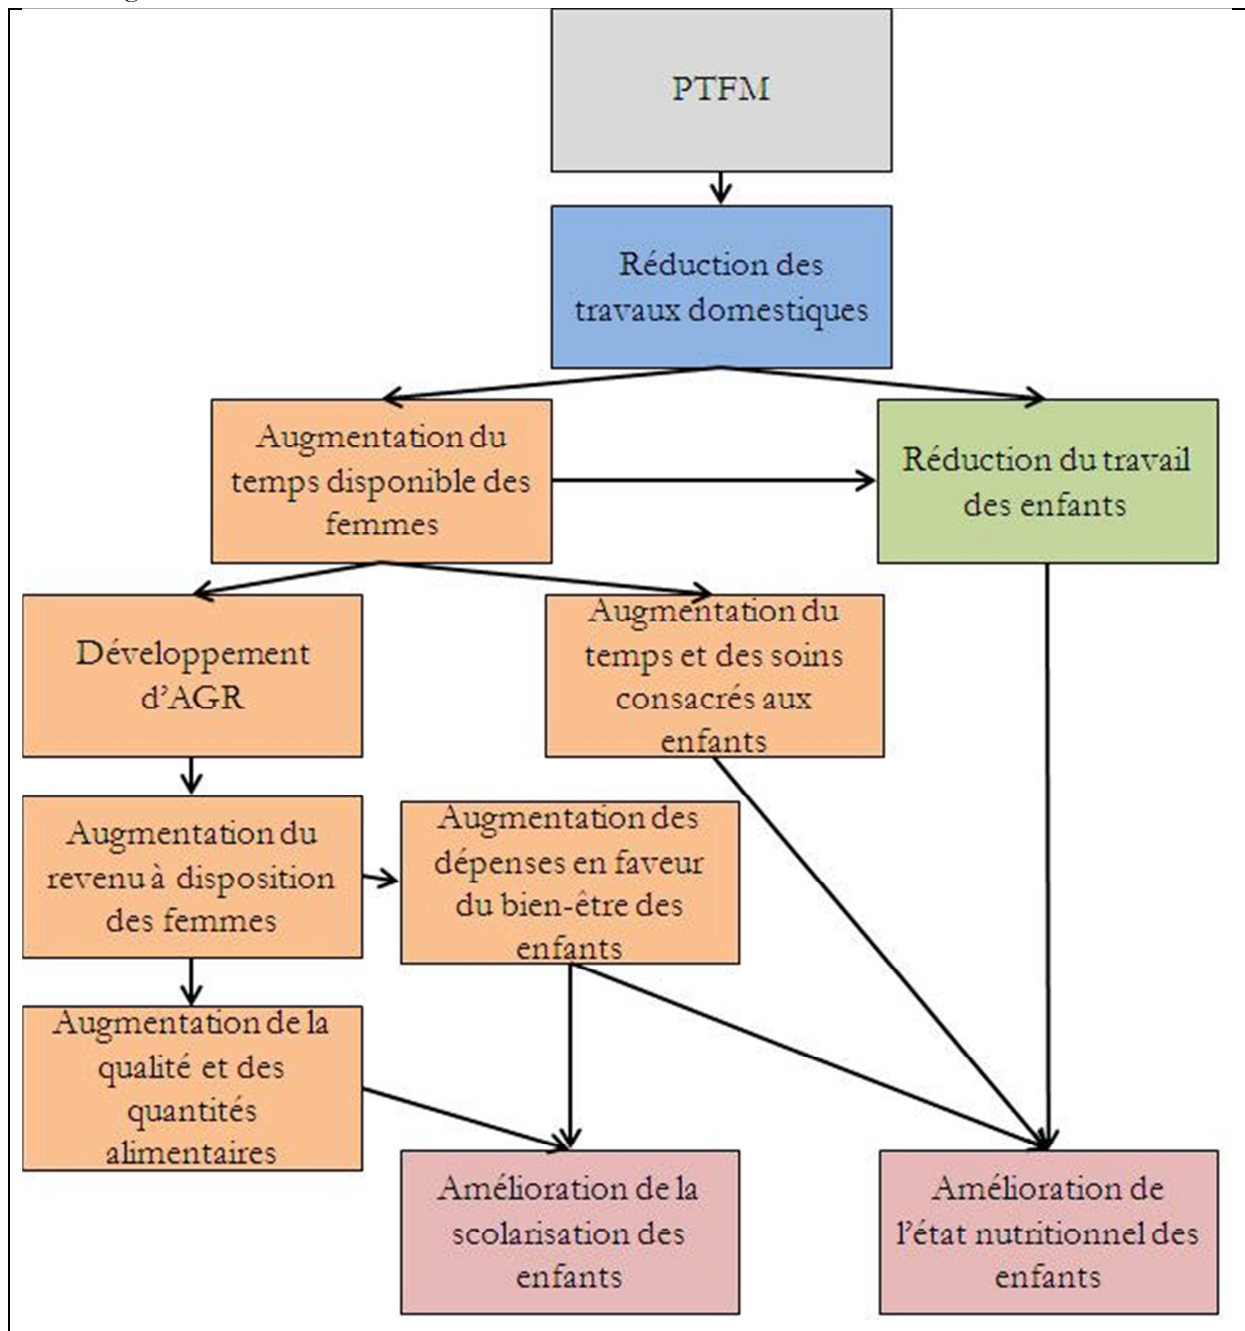 PTFM
Réduction des
travaux domestiques
Augmentation du
temps disponible des
femmes
Réduction du travail
des enfants
Développement
d’AGR
Augmentation du
temps et des soins
consacrés aux
enfants
Augmentation du
revenu à disposition
des femmes
Augmentation des
dépenses en faveur
du bien-être des
enfants
Augmentation de la
qualité et des
quantités
alimentaires
Amélioration de la
scolarisation des
enfants
Amélioration de
l’état nutritionnel des
enfants